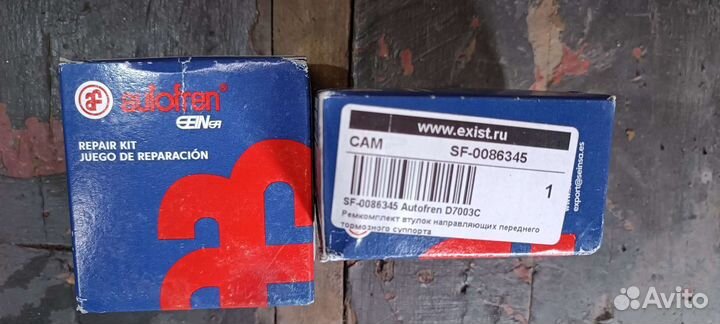 autofren®
SEINSA
REPAIR KIT
JUEGO DE REPARACIÓN
www.exist.ru
CAM SF-0086345
1
SF-0086345 Autofren D7003C
Ремкомплект втулок направляющих переднего
тормозного суппорта
export@seinsa.es
Avito